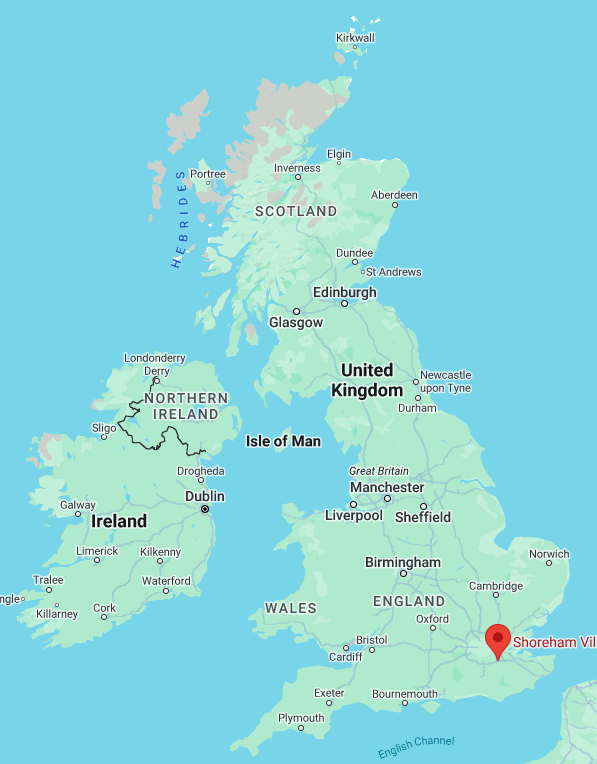 Kirkwall
Elgin
Inverness
Portree
HEBRIDES
Aberdeen
SCOTLAND
Dundee
St Andrews
Edinburgh
Glasgow
Londonderry
Derry
United
Kingdom
Newcastle
upon Tyne
NORTHERN
IRELAND
Durham
Sligo
Isle of Man
Drogheda
Great Britain
Manchester
Dublin
Galway
Ireland
Liverpool
Sheffield
Limerick
Kilkenny
Birmingham
Norwich
Tralee
Waterford
Cambridge
ngle
Killarney
Cork
WALES
ENGLAND
Oxford
Bristol
Cardiff
Shoreham Vil
Exeter
Bournemouth
Plymouth
English Channel